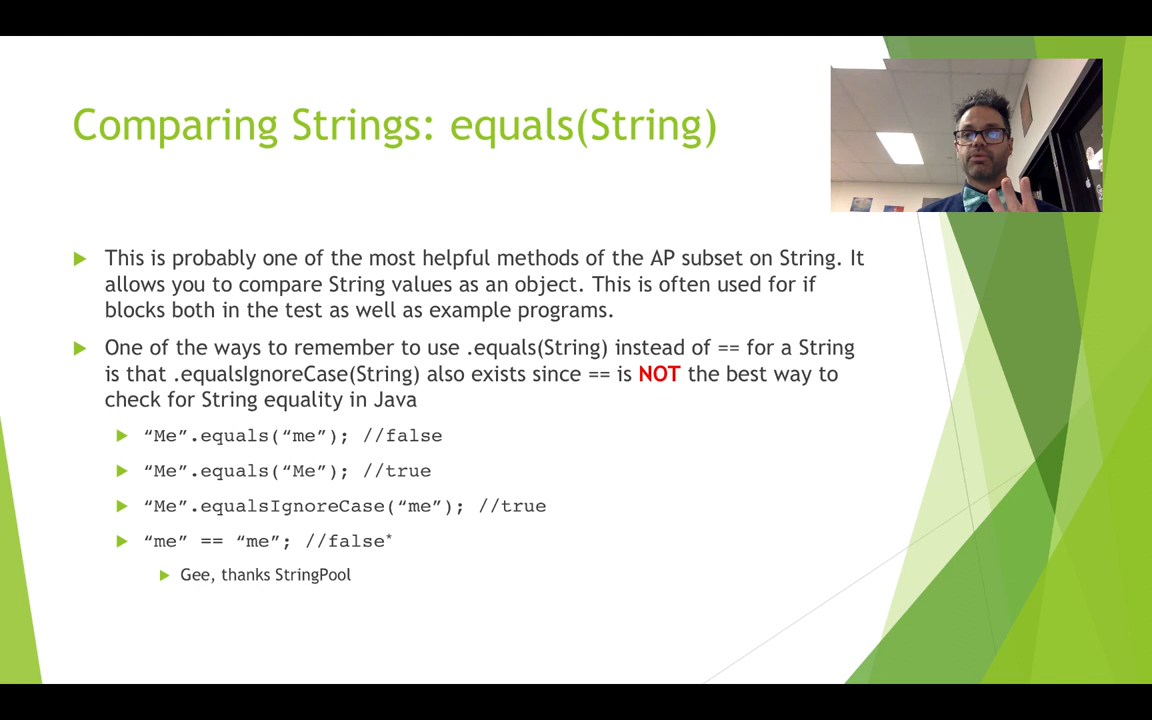 Comparing Strings: equals(String)
This is probably one of the most helpful methods of the AP subset on String. It
allows you to compare String values as an object. This is often used for if
blocks both in the test as well as example programs.
One of the ways to remember to use .equals(String) instead of == for a String
is that .equalsIgnoreCase(String) also exists since == is NOT the best way to
check for String equality in Java
“Me”.equals(“me”); //false
“Me”.equals(“Me”); //true
“Me”.equalsIgnoreCase(“me”); //true
“me” == “me”; //false*
Gee, thanks StringPool